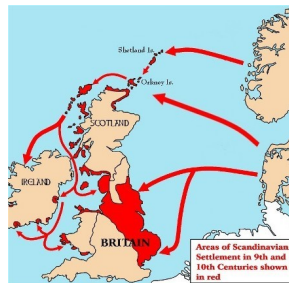 Shetland Is.
Orkney Is.
SCOTLAND
IRELAND
BRITAIN
Areas of Scandinavian
Settlement in 9th and
10th Centuries shown
in red